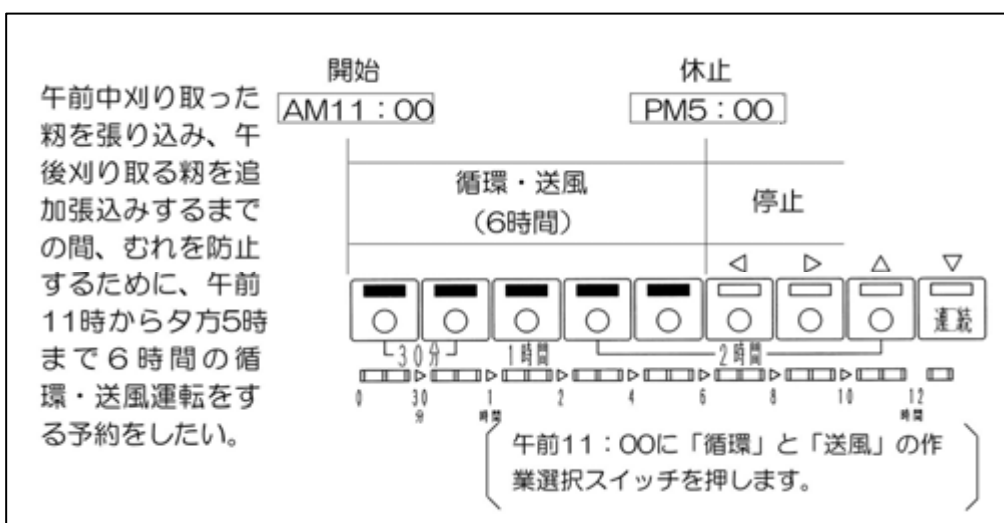 午前中刈り取った
籾を張り込み、午
後刈り取る籾を追
加張込みするまで
の間、むれを防止
するために、午前
11時から夕方5時
まで6時間の循
環・送風運転をす
る予約をしたい。
開始
AM11:00
休止
PM5:00
循環・送風
(6時間)
停止
◁ ▷ △ ▽
連続
30分 1時間 2時間
0 30分 1時間 2 4 6 8 10 12時間
午前11:00に「循環」と「送風」の作
業選択スイッチを押します。